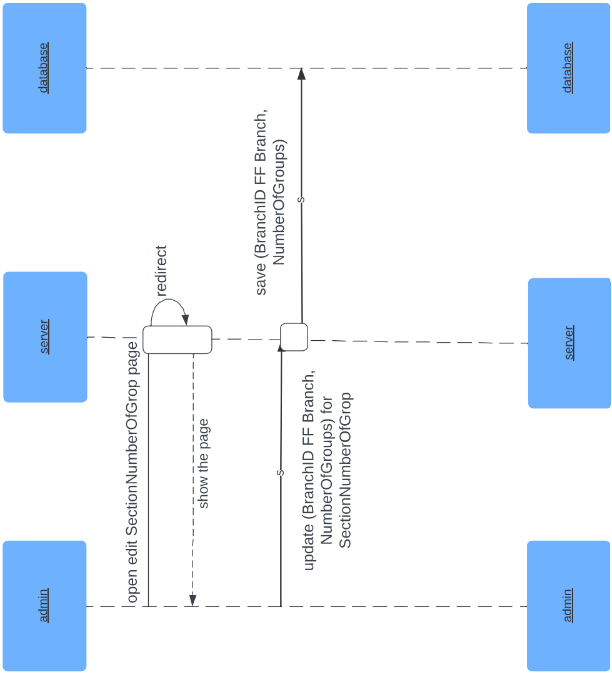 admin
server
database
open edit SectionNumberOfGrop page
redirect
show the page
s
update (BranchID FF Branch,
NumberOfGroups) for
SectionNumberOfGrop
save (BranchID FF Branch,
NumberOfGroups)
s
admin
server
database